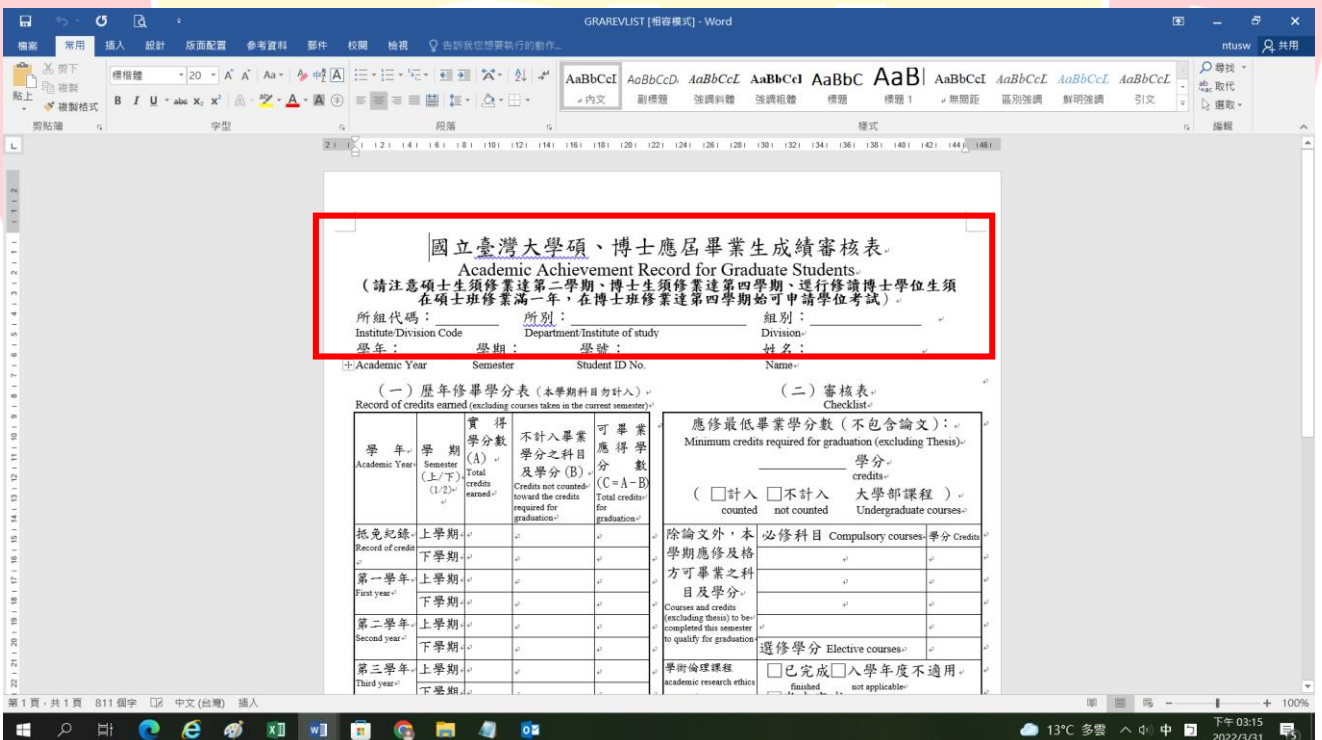 GRAREVLIST [相容模式] - Word
檔案 常用 插入 設計 版面配置 參考資料 郵件 校閱 檢視 告訴我您想要執行的動作... ntusw 共用
剪下
複製
複製格式
貼上
標楷體 20
AaBbCcI AaBbCcD AaBbCcL AaBbCcI AaBbC AaB AaBbCcI AaBbCcL AaBbCcL AaBbCcL
內文 副標題 強調斜體 強調粗體 標題 標題 1 無間距 區別強調 鮮明強調 引文
尋找
取代
選取
剪貼簿 字型 段落 樣式 編輯
國立臺灣大學碩、博士應屆畢業生成績審核表
Academic Achievement Record for Graduate Students
(請注意碩士生須修業達第二學期、博士生須修業達第四學期、逕行修讀博士學位生須
在碩士班修業滿一年，在博士班修業達第四學期始可申請學位考試)
所組代碼： 所別： 組別：
Institute/Division Code Department/Institute of study Division
學年： 學期： 學號： 姓名：
Academic Year Semester Student ID No. Name
(一)歷年修畢學分表(本學期科目勿計入)
Record of credits earned (excluding courses taken in the current semester)
學 年
Academic Year
學 期
Semester
(上/下)
(1/2)
實 得
學分數
(A)
Total
credits
earned
不計入畢業
學分之科目
及學分(B)
Credits not counted
toward the credits
required for
graduation
可畢業
應得學
分 數
(C=A-B)
Total credits
for
graduation
抵免紀錄 上學期
Record of credit
下學期
第一學年 上學期
First year
下學期
第二學年 上學期
Second year
下學期
第三學年 上學期
Third year
下學期
(二)審核表
Checklist
應修最低畢業學分數(不包含論文)：
Minimum credits required for graduation (excluding Thesis)
學分
credits
( □計入 □不計入 大學部課程 )
counted not counted Undergraduate courses
除論文外，本
學期應修及格
方可畢業之科
目及學分
Courses and credits
(excluding thesis) to be
completed this semester
to qualify for graduation
必修科目 Compulsory courses 學分 Credits
選修學分 Elective courses
學術倫理課程
academic research ethics
□已完成□入學年度不適用
finished not applicable
第 1 頁，共 1 頁 811 個字 中文 (台灣) 插入 100%
13°C 多雲 中 下午 03:15
2022/3/31